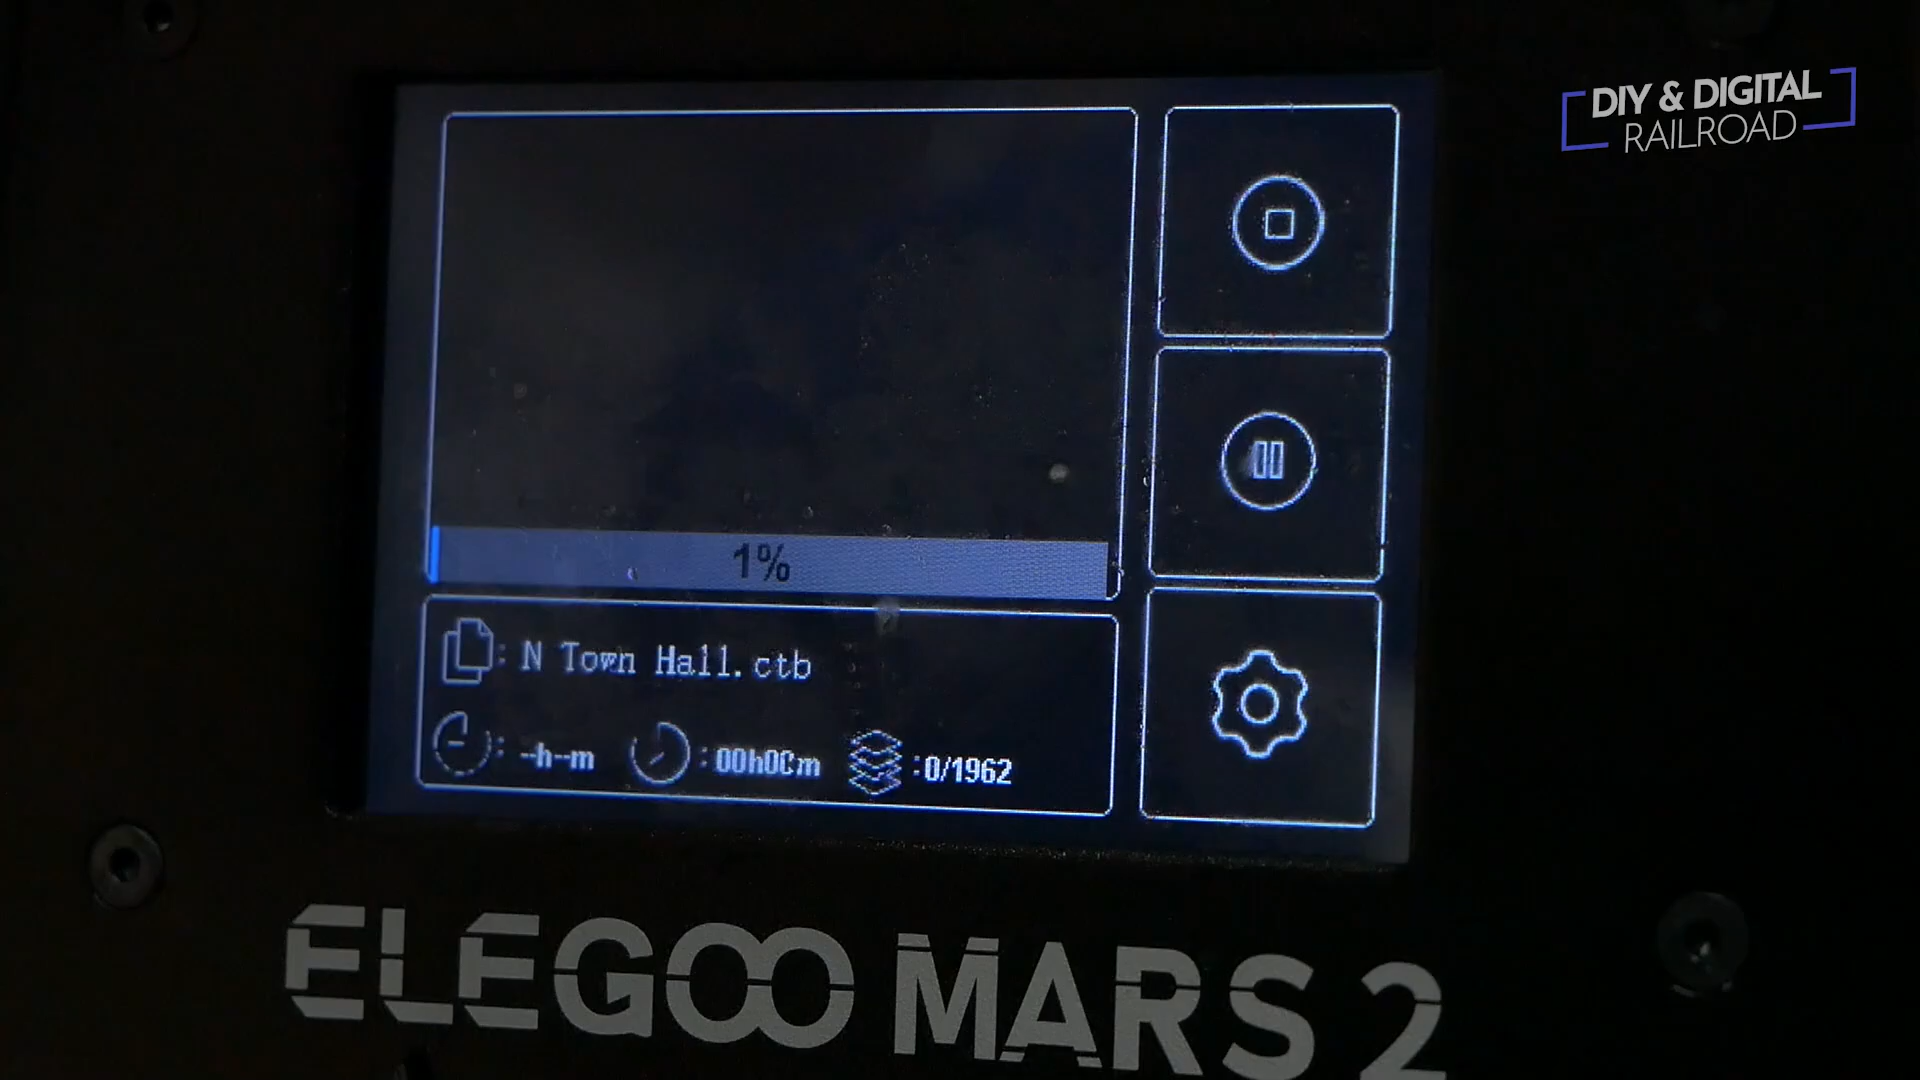 DIY & DIGITAL
RAILROAD
1%
: N Town Hall.ctb
: --h--m : 00h00m : 0/1962
ELEGOO MARS 2